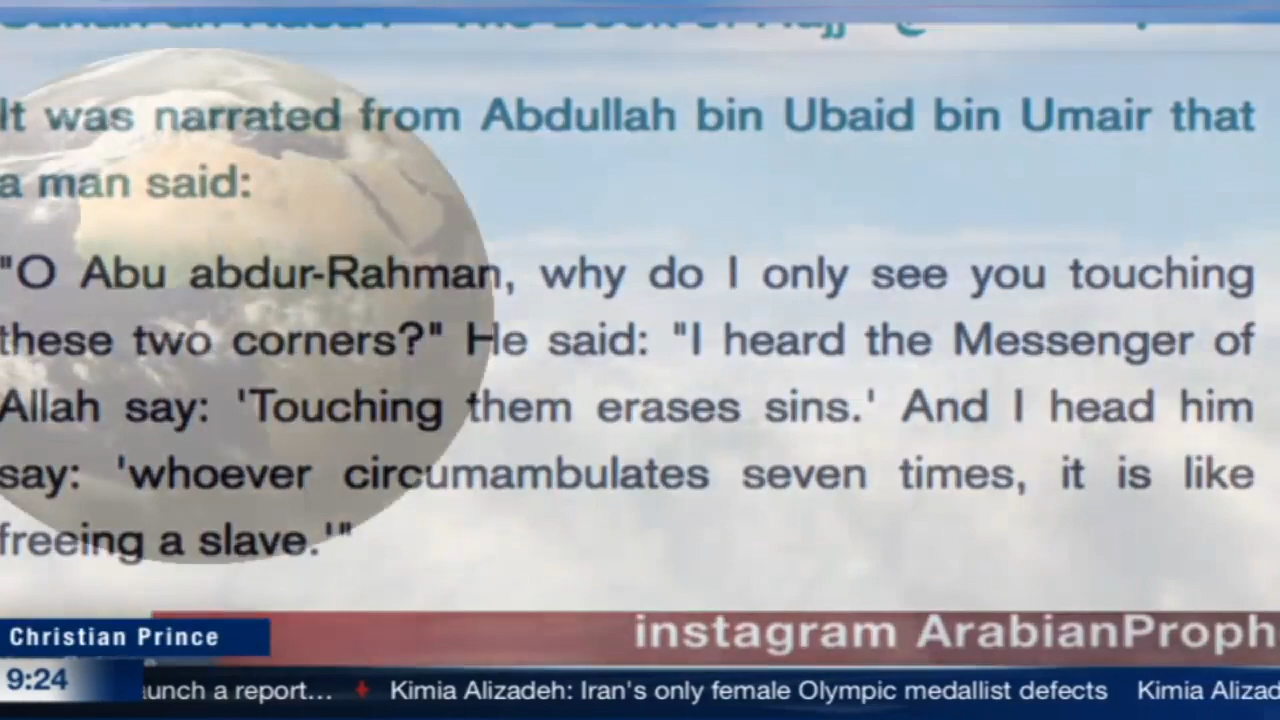 It was narrated from Abdullah bin Ubaid bin Umair that
a man said:
"O Abu abdur-Rahman, why do I only see you touching
these two corners?" He said: "I heard the Messenger of
Allah say: 'Touching them erases sins.' And I head him
say: 'whoever circumambulates seven times, it is like
freeing a slave.'"
instagram ArabianProph
Christian Prince
9:24
a report... Kimia Alizadeh: Iran's only female Olympic medallist defects Kimia